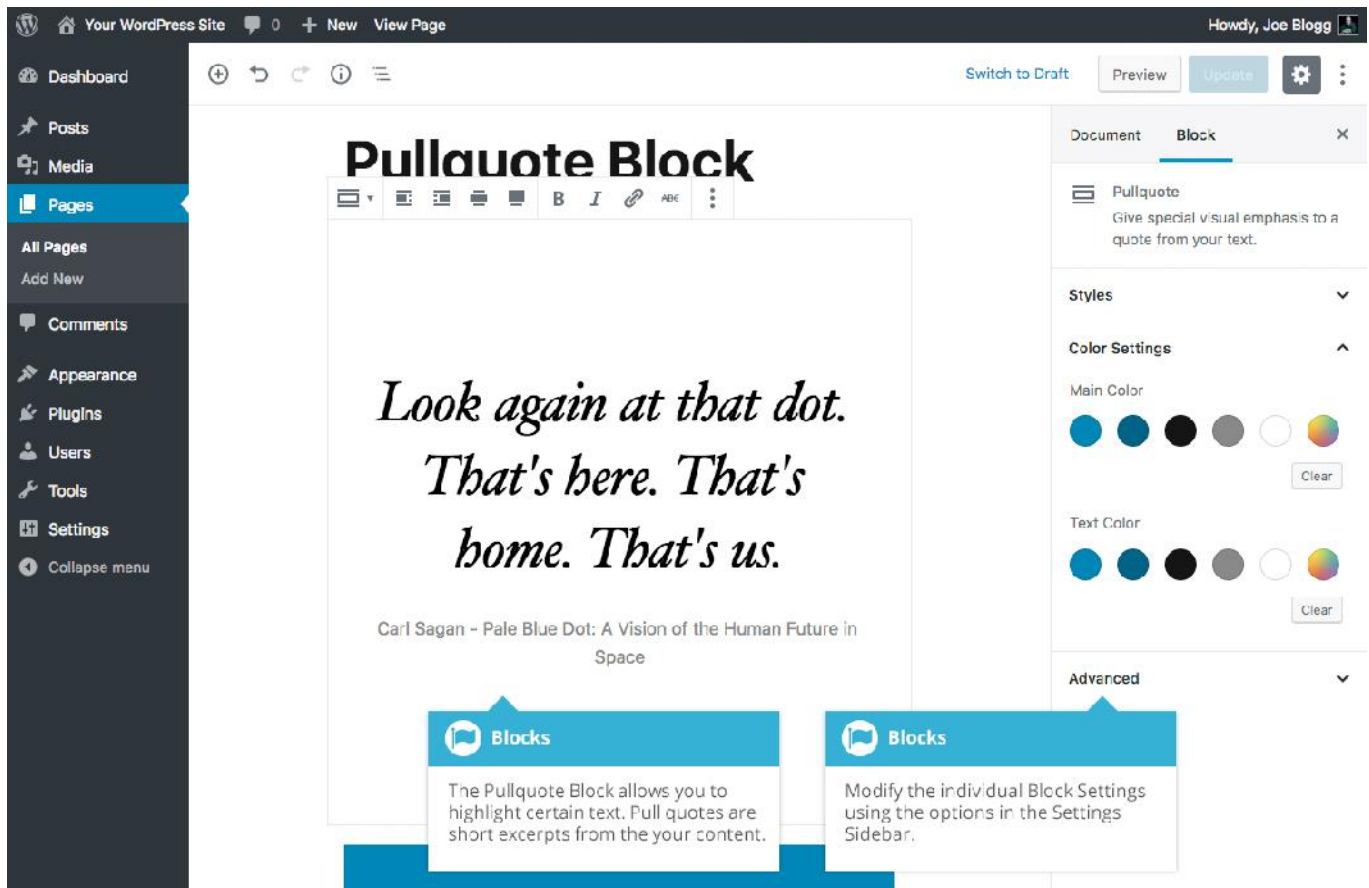 Your WordPress Site 0 New View Page
Howdy, Joe Blogg
Dashboard
Posts
Media
Pages
All Pages
Add New
Comments
Appearance
Plugins
Users
Tools
Settings
Collapse menu
Switch to Draft Preview Update
Pullquote Block
B I ABC
Look again at that dot.
That's here. That's
home. That's us.
Carl Sagan – Pale Blue Dot: A Vision of the Human Future in
Space
Blocks
The Pullquote Block allows you to
highlight certain text. Pull quotes are
short excerpts from the your content.
Document Block
Pullquote
Give special visual emphasis to a
quote from your text.
Styles
Color Settings
Main Color
Clear
Text Color
Clear
Advanced
Blocks
Modify the individual Block Settings
using the options in the Settings
Sidebar.